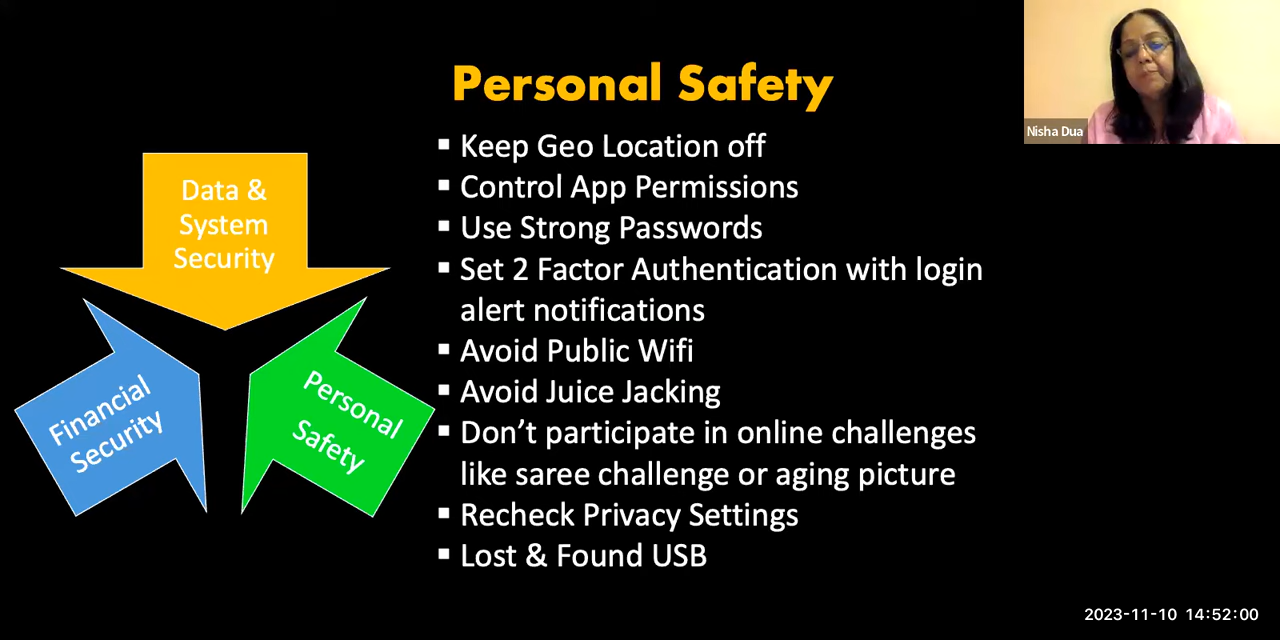 Personal Safety
Nisha Dua
▪ Keep Geo Location off
▪ Control App Permissions
▪ Use Strong Passwords
▪ Set 2 Factor Authentication with login
alert notifications
▪ Avoid Public Wifi
▪ Avoid Juice Jacking
▪ Don’t participate in online challenges
like saree challenge or aging picture
▪ Recheck Privacy Settings
▪ Lost & Found USB
Data &
System
Security
Financial
Security
Personal
Safety
2023-11-10 14:52:00